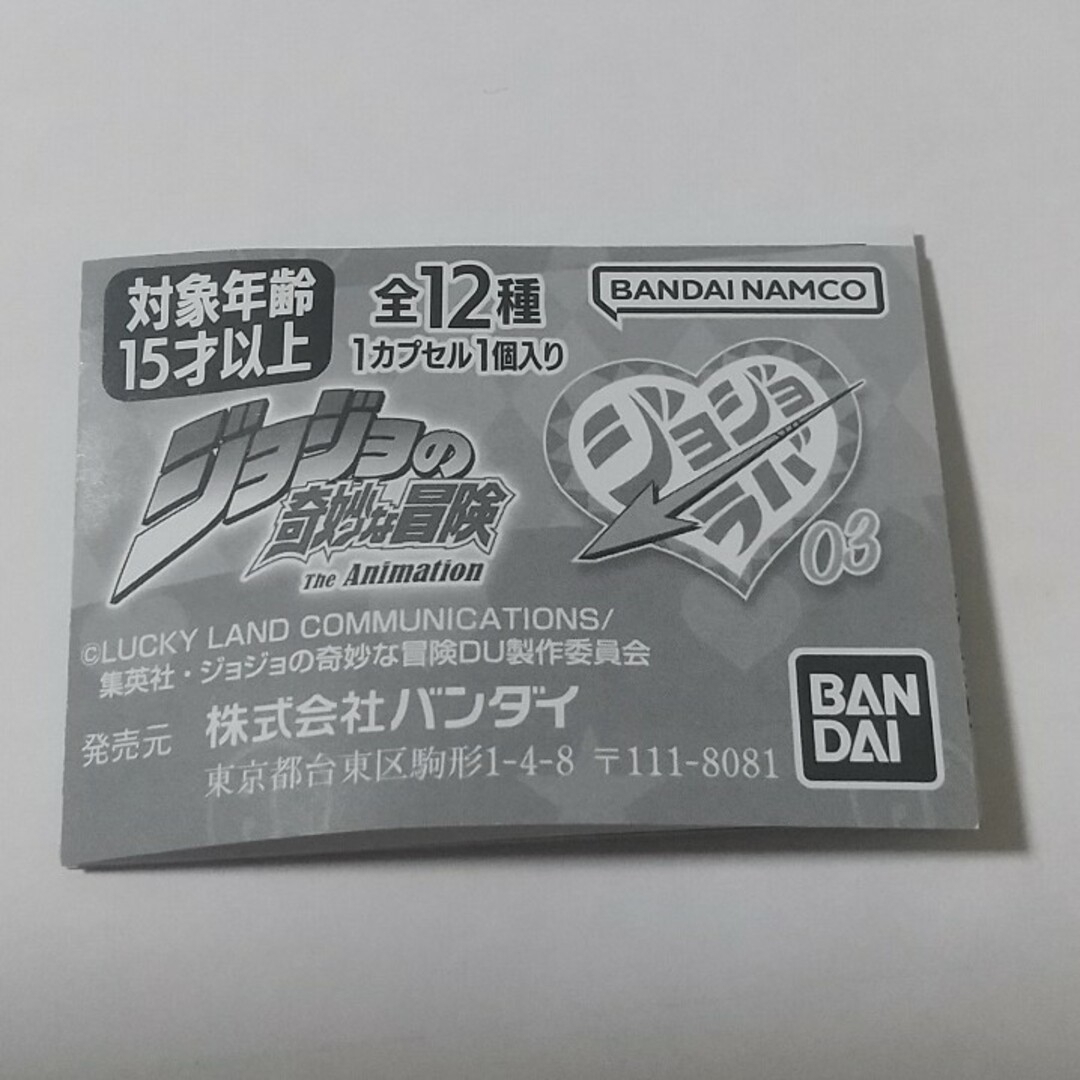 対象年齢
15才以上
全12種
1カプセル1個入り
BANDAI NAMCO
ジョジョの
奇妙な冒険
The Animation
ジョジョ
ラバ
03
©LUCKY LAND COMMUNICATIONS/
集英社・ジョジョの奇妙な冒険DU製作委員会
発売元 株式会社バンダイ
東京都台東区駒形1-4-8 〒111-8081
BAN
DAI